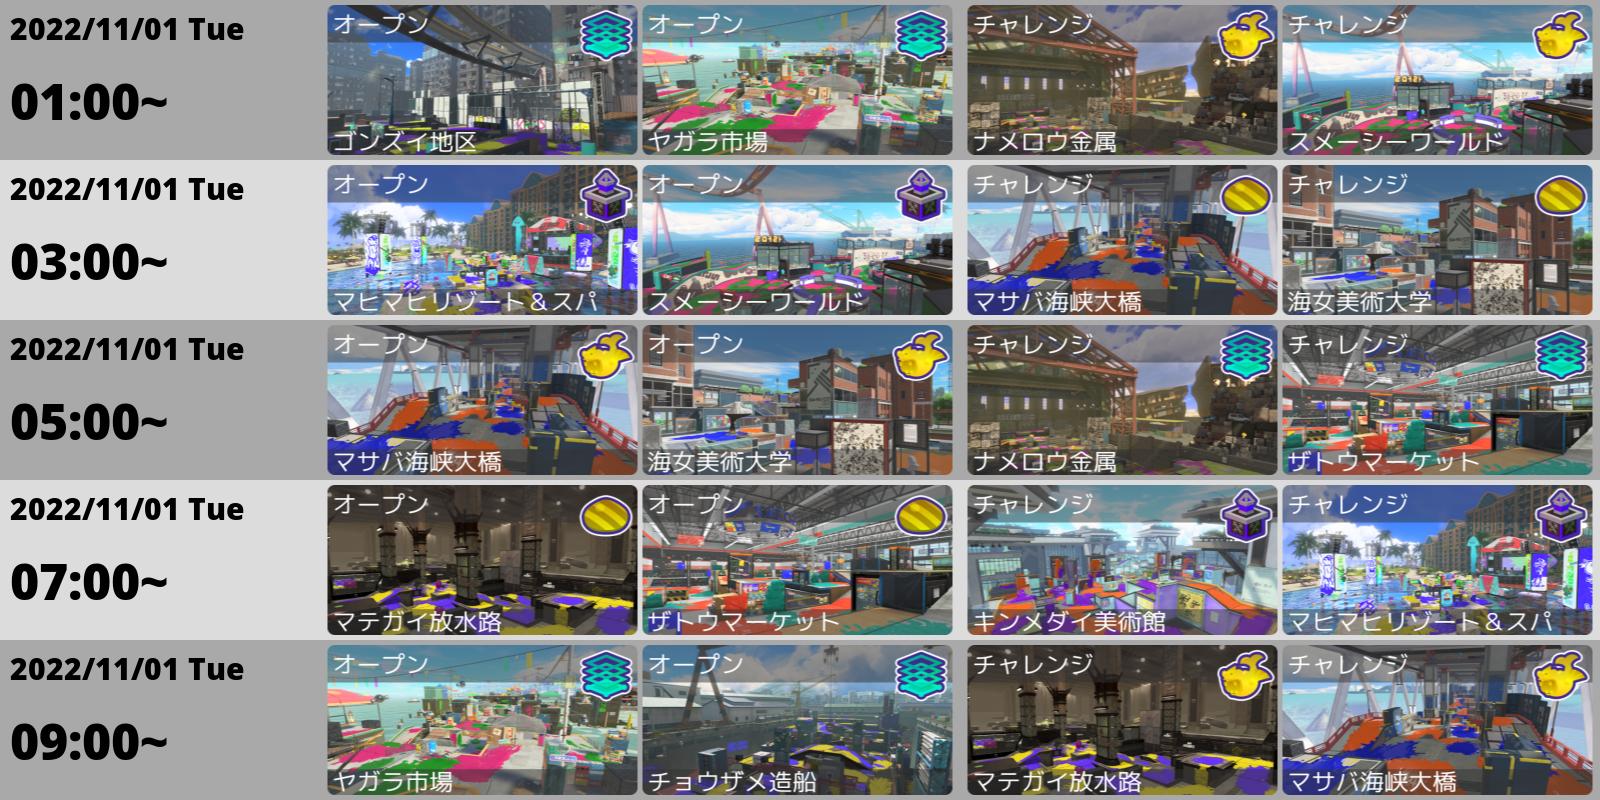 2022/11/01 Tue
01:00~
オープン
ゴンズイ地区
オープン
ヤガラ市場
チャレンジ
ナメロウ金属
チャレンジ
スメーシーワールド
2022/11/01 Tue
03:00~
オープン
マヒマヒリゾート＆スパ
オープン
スメーシーワールド
チャレンジ
マサバ海峡大橋
チャレンジ
海女美術大学
2022/11/01 Tue
05:00~
オープン
マサバ海峡大橋
オープン
海女美術大学
チャレンジ
ナメロウ金属
チャレンジ
ザトウマーケット
2022/11/01 Tue
07:00~
オープン
マテガイ放水路
オープン
ザトウマーケット
チャレンジ
キンメダイ美術館
チャレンジ
マヒマヒリゾート＆スパ
2022/11/01 Tue
09:00~
オープン
ヤガラ市場
オープン
チョウザメ造船
チャレンジ
マテガイ放水路
チャレンジ
マサバ海峡大橋